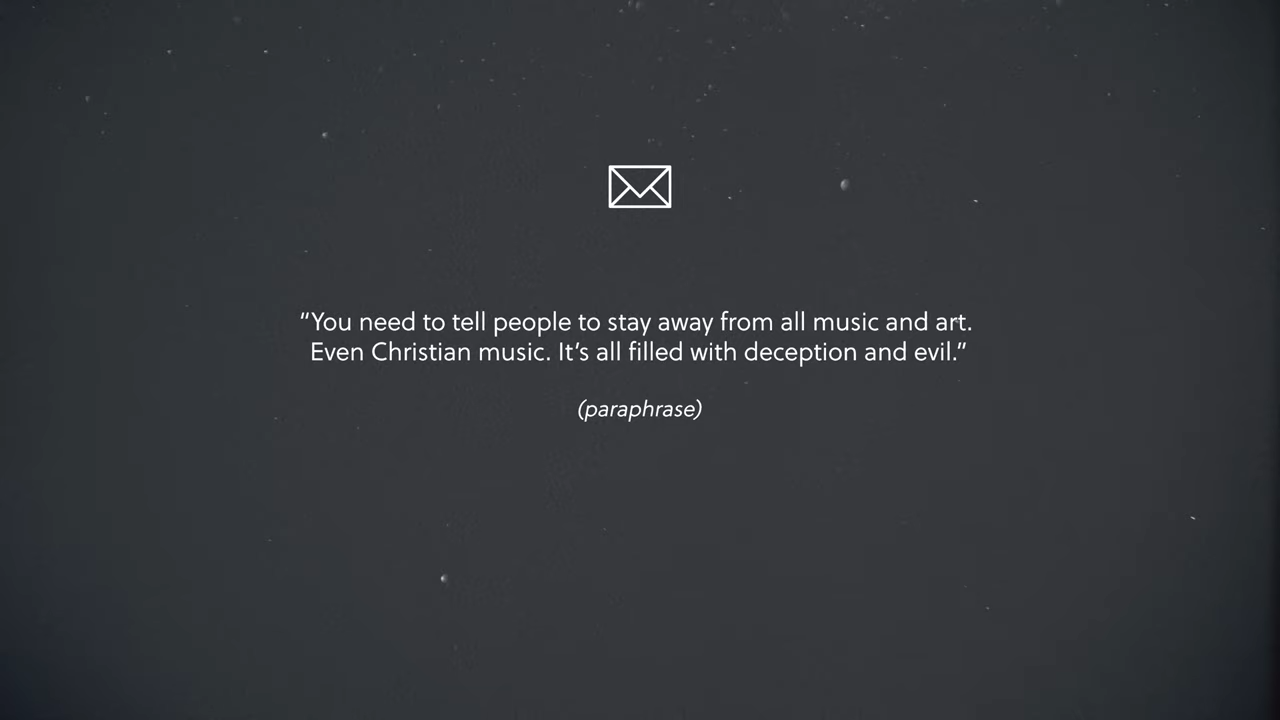 “You need to tell people to stay away from all music and art.
Even Christian music. It’s all filled with deception and evil.”
(paraphrase)